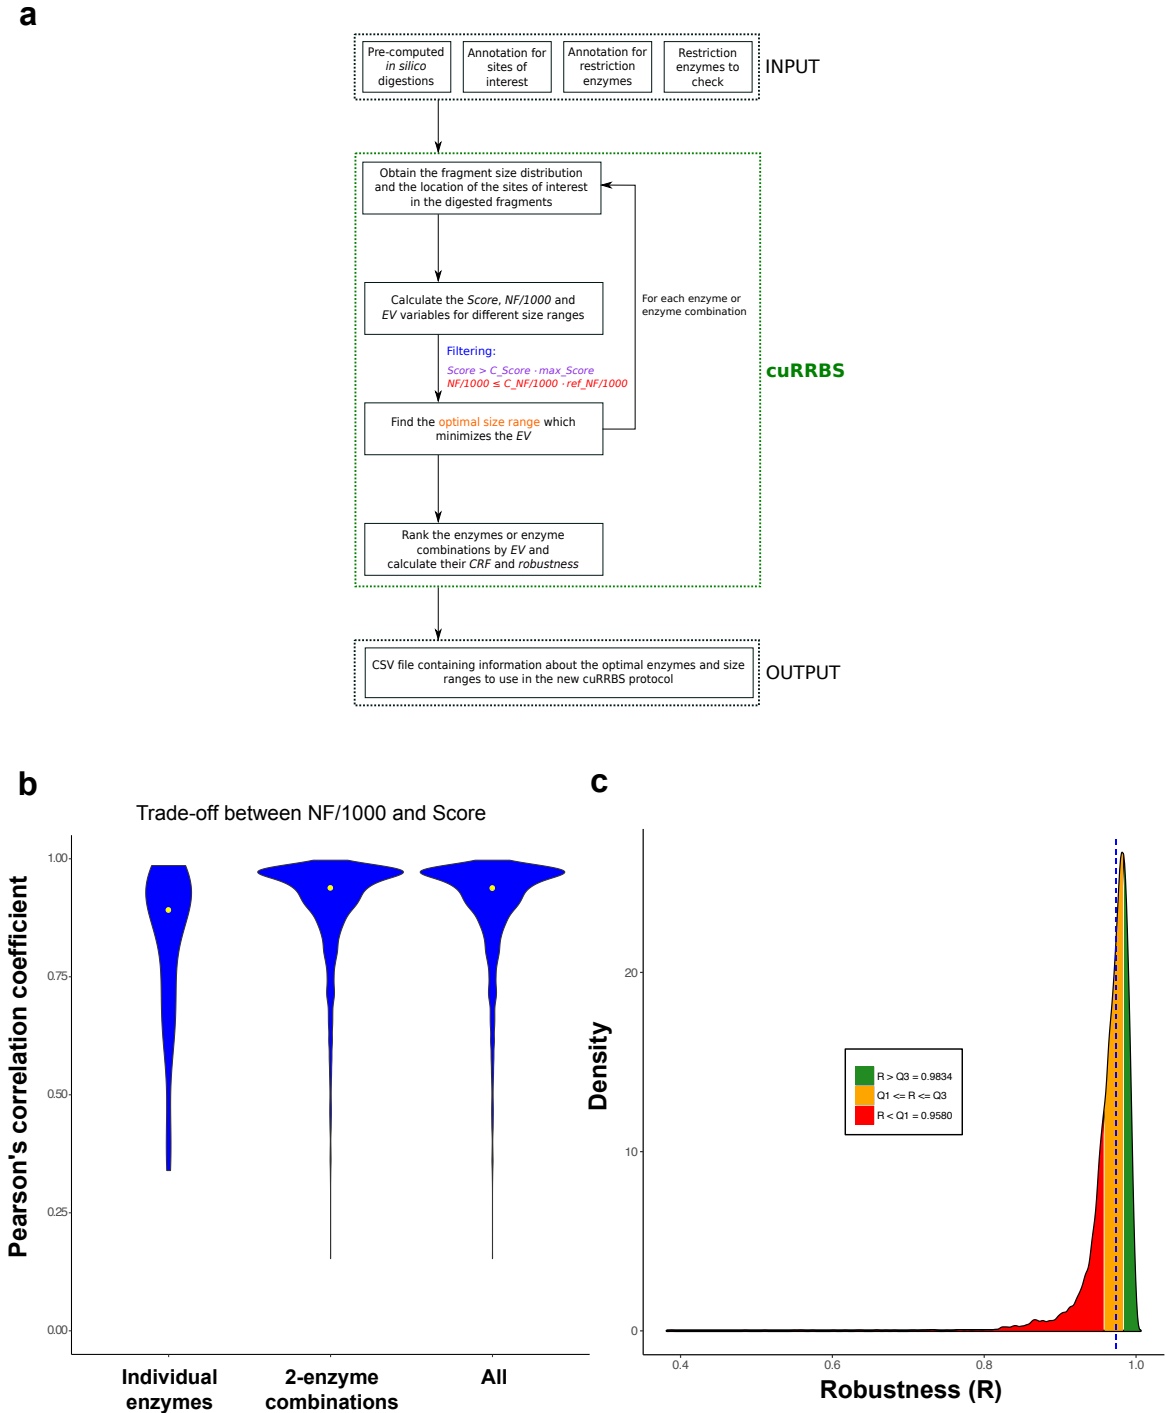 a
Pre-computed
in silico
digestions
Annotation for
sites of
interest
Annotation for
restriction
enzymes
Restriction
enzymes to
check
INPUT
Obtain the fragment size distribution
and the location of the sites of interest
in the digested fragments
Calculate the Score, NF/1000 and
EV variables for different size ranges
For each enzyme or
enzyme combination
Filtering:
Score > C_Score · max_Score
NF/1000 ≤ C_NF/1000 · ref_NF/1000
cuRRBS
Find the optimal size range which
minimizes the EV
Rank the enzymes or enzyme
combinations by EV and
calculate their CRF and robustness
CSV file containing information about the optimal enzymes and size
ranges to use in the new cuRRBS protocol
OUTPUT
b
Trade-off between NF/1000 and Score
Pearson's correlation coefficient
1.00
0.75
0.50
0.25
0.00
Individual
enzymes
2-enzyme
combinations
All
c
Density
20
10
0
R > Q3 = 0.9834
Q1 <= R <= Q3
R < Q1 = 0.9580
0.4
0.6
0.8
1.0
Robustness (R)